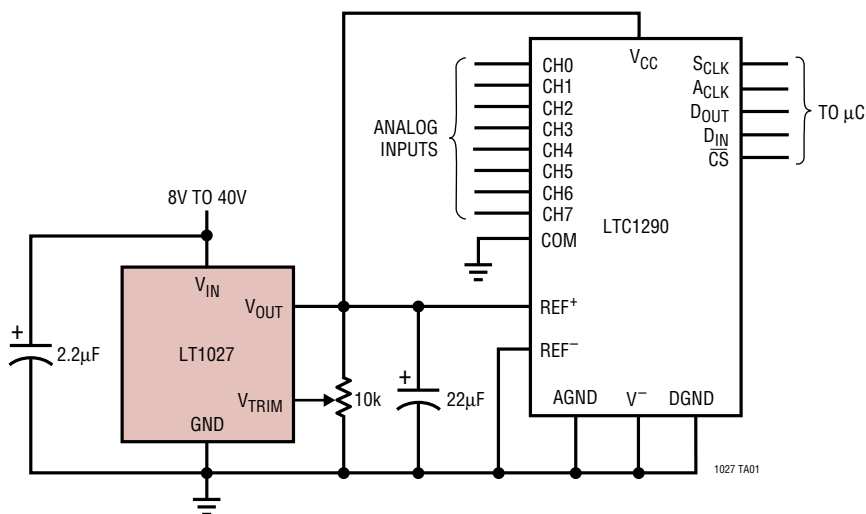 8V TO 40V
V_IN
V_OUT
LT1027
V_TRIM
GND
+
2.2μF
10k
+
22μF
ANALOG
INPUTS
CH0
CH1
CH2
CH3
CH4
CH5
CH6
CH7
COM
REF⁺
REF⁻
V_CC
LTC1290
S_CLK
A_CLK
D_OUT
D_IN
C̅S̅
TO μC
AGND
V⁻
DGND
1027 TA01